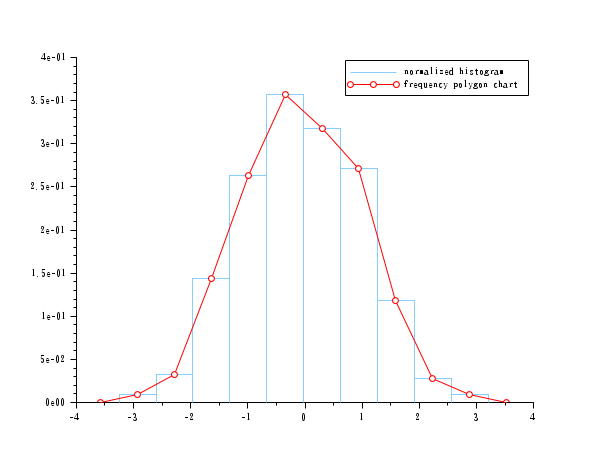 normalized histogram
frequency polygon chart
4e-01
3.5e-01
3e-01
2.5e-01
2e-01
1.5e-01
1e-01
5e-02
0e00
-4 -3 -2 -1 0 1 2 3 4